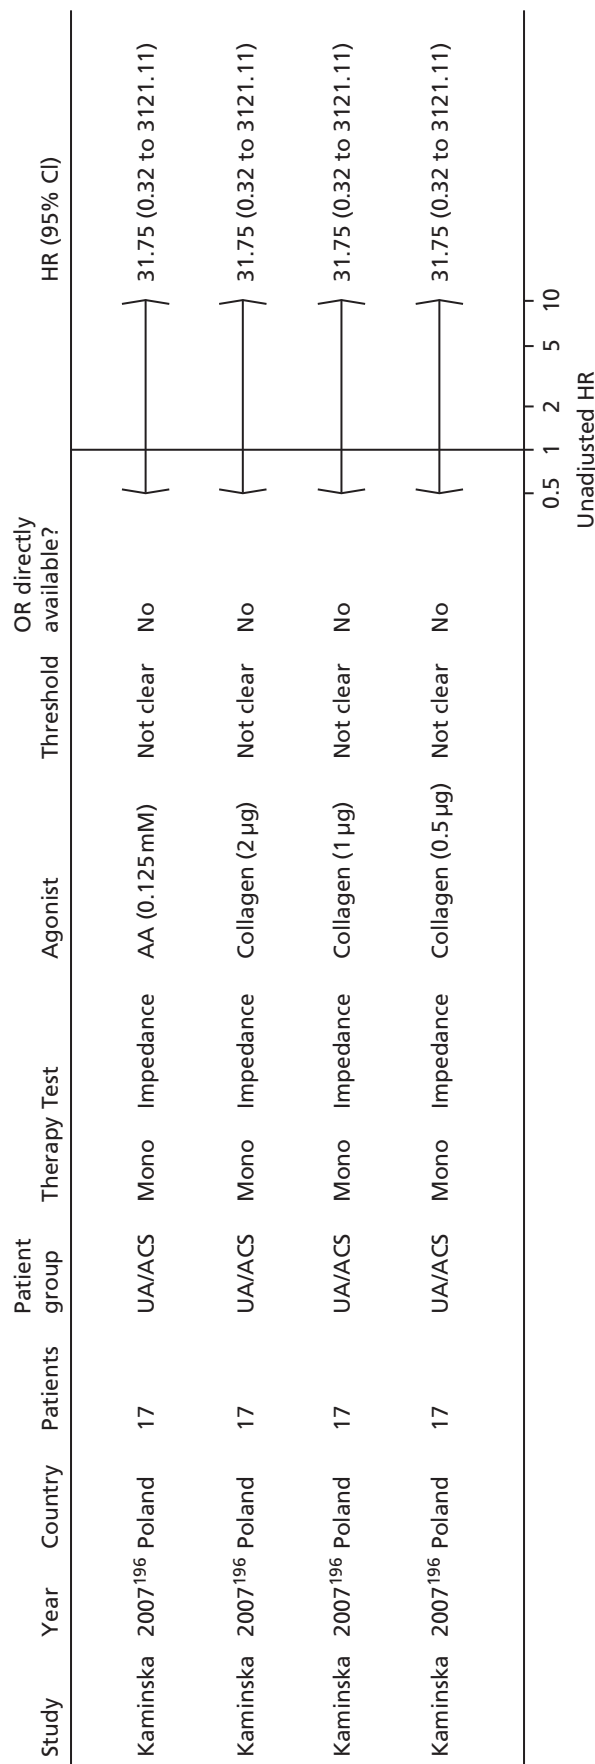 Study Year Country Patients Patient group Therapy Test Agonist Threshold OR directly available? HR (95% CI)
Kaminska 2007196 Poland 17 UA/ACS Mono Impedance AA (0.125 mM) Not clear No 31.75 (0.32 to 3121.11)
Kaminska 2007196 Poland 17 UA/ACS Mono Impedance Collagen (2 µg) Not clear No 31.75 (0.32 to 3121.11)
Kaminska 2007196 Poland 17 UA/ACS Mono Impedance Collagen (1 µg) Not clear No 31.75 (0.32 to 3121.11)
Kaminska 2007196 Poland 17 UA/ACS Mono Impedance Collagen (0.5 µg) Not clear No 31.75 (0.32 to 3121.11)
0.5 1 2 5 10
Unadjusted HR